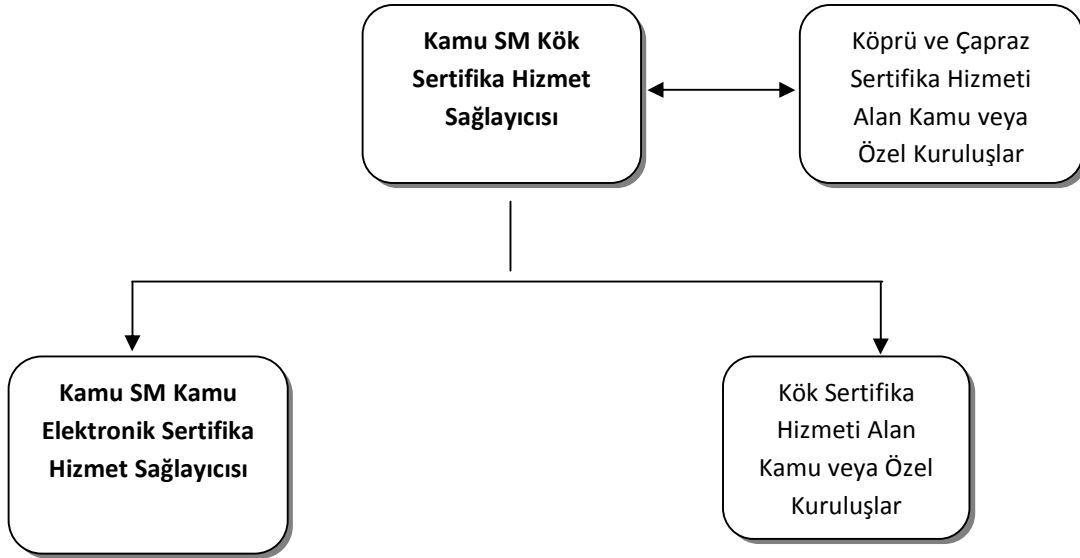 Kamu SM Kök
Sertifika Hizmet
Sağlayıcısı
Köprü ve Çapraz
Sertifika Hizmeti
Alan Kamu veya
Özel Kuruluşlar
Kamu SM Kamu
Elektronik Sertifika
Hizmet Sağlayıcısı
Kök Sertifika
Hizmeti Alan
Kamu veya Özel
Kuruluşlar